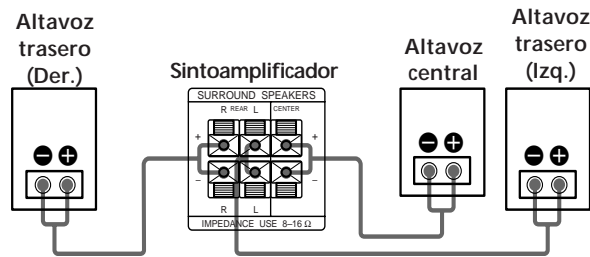 Altavoz
trasero
(Der.)
Sintoamplificador
Altavoz
central
Altavoz
trasero
(Izq.)
SURROUND SPEAKERS
R REAR L CENTER
+ +
− −
R L
IMPEDANCE USE 8–16 Ω
− +
− +
− +